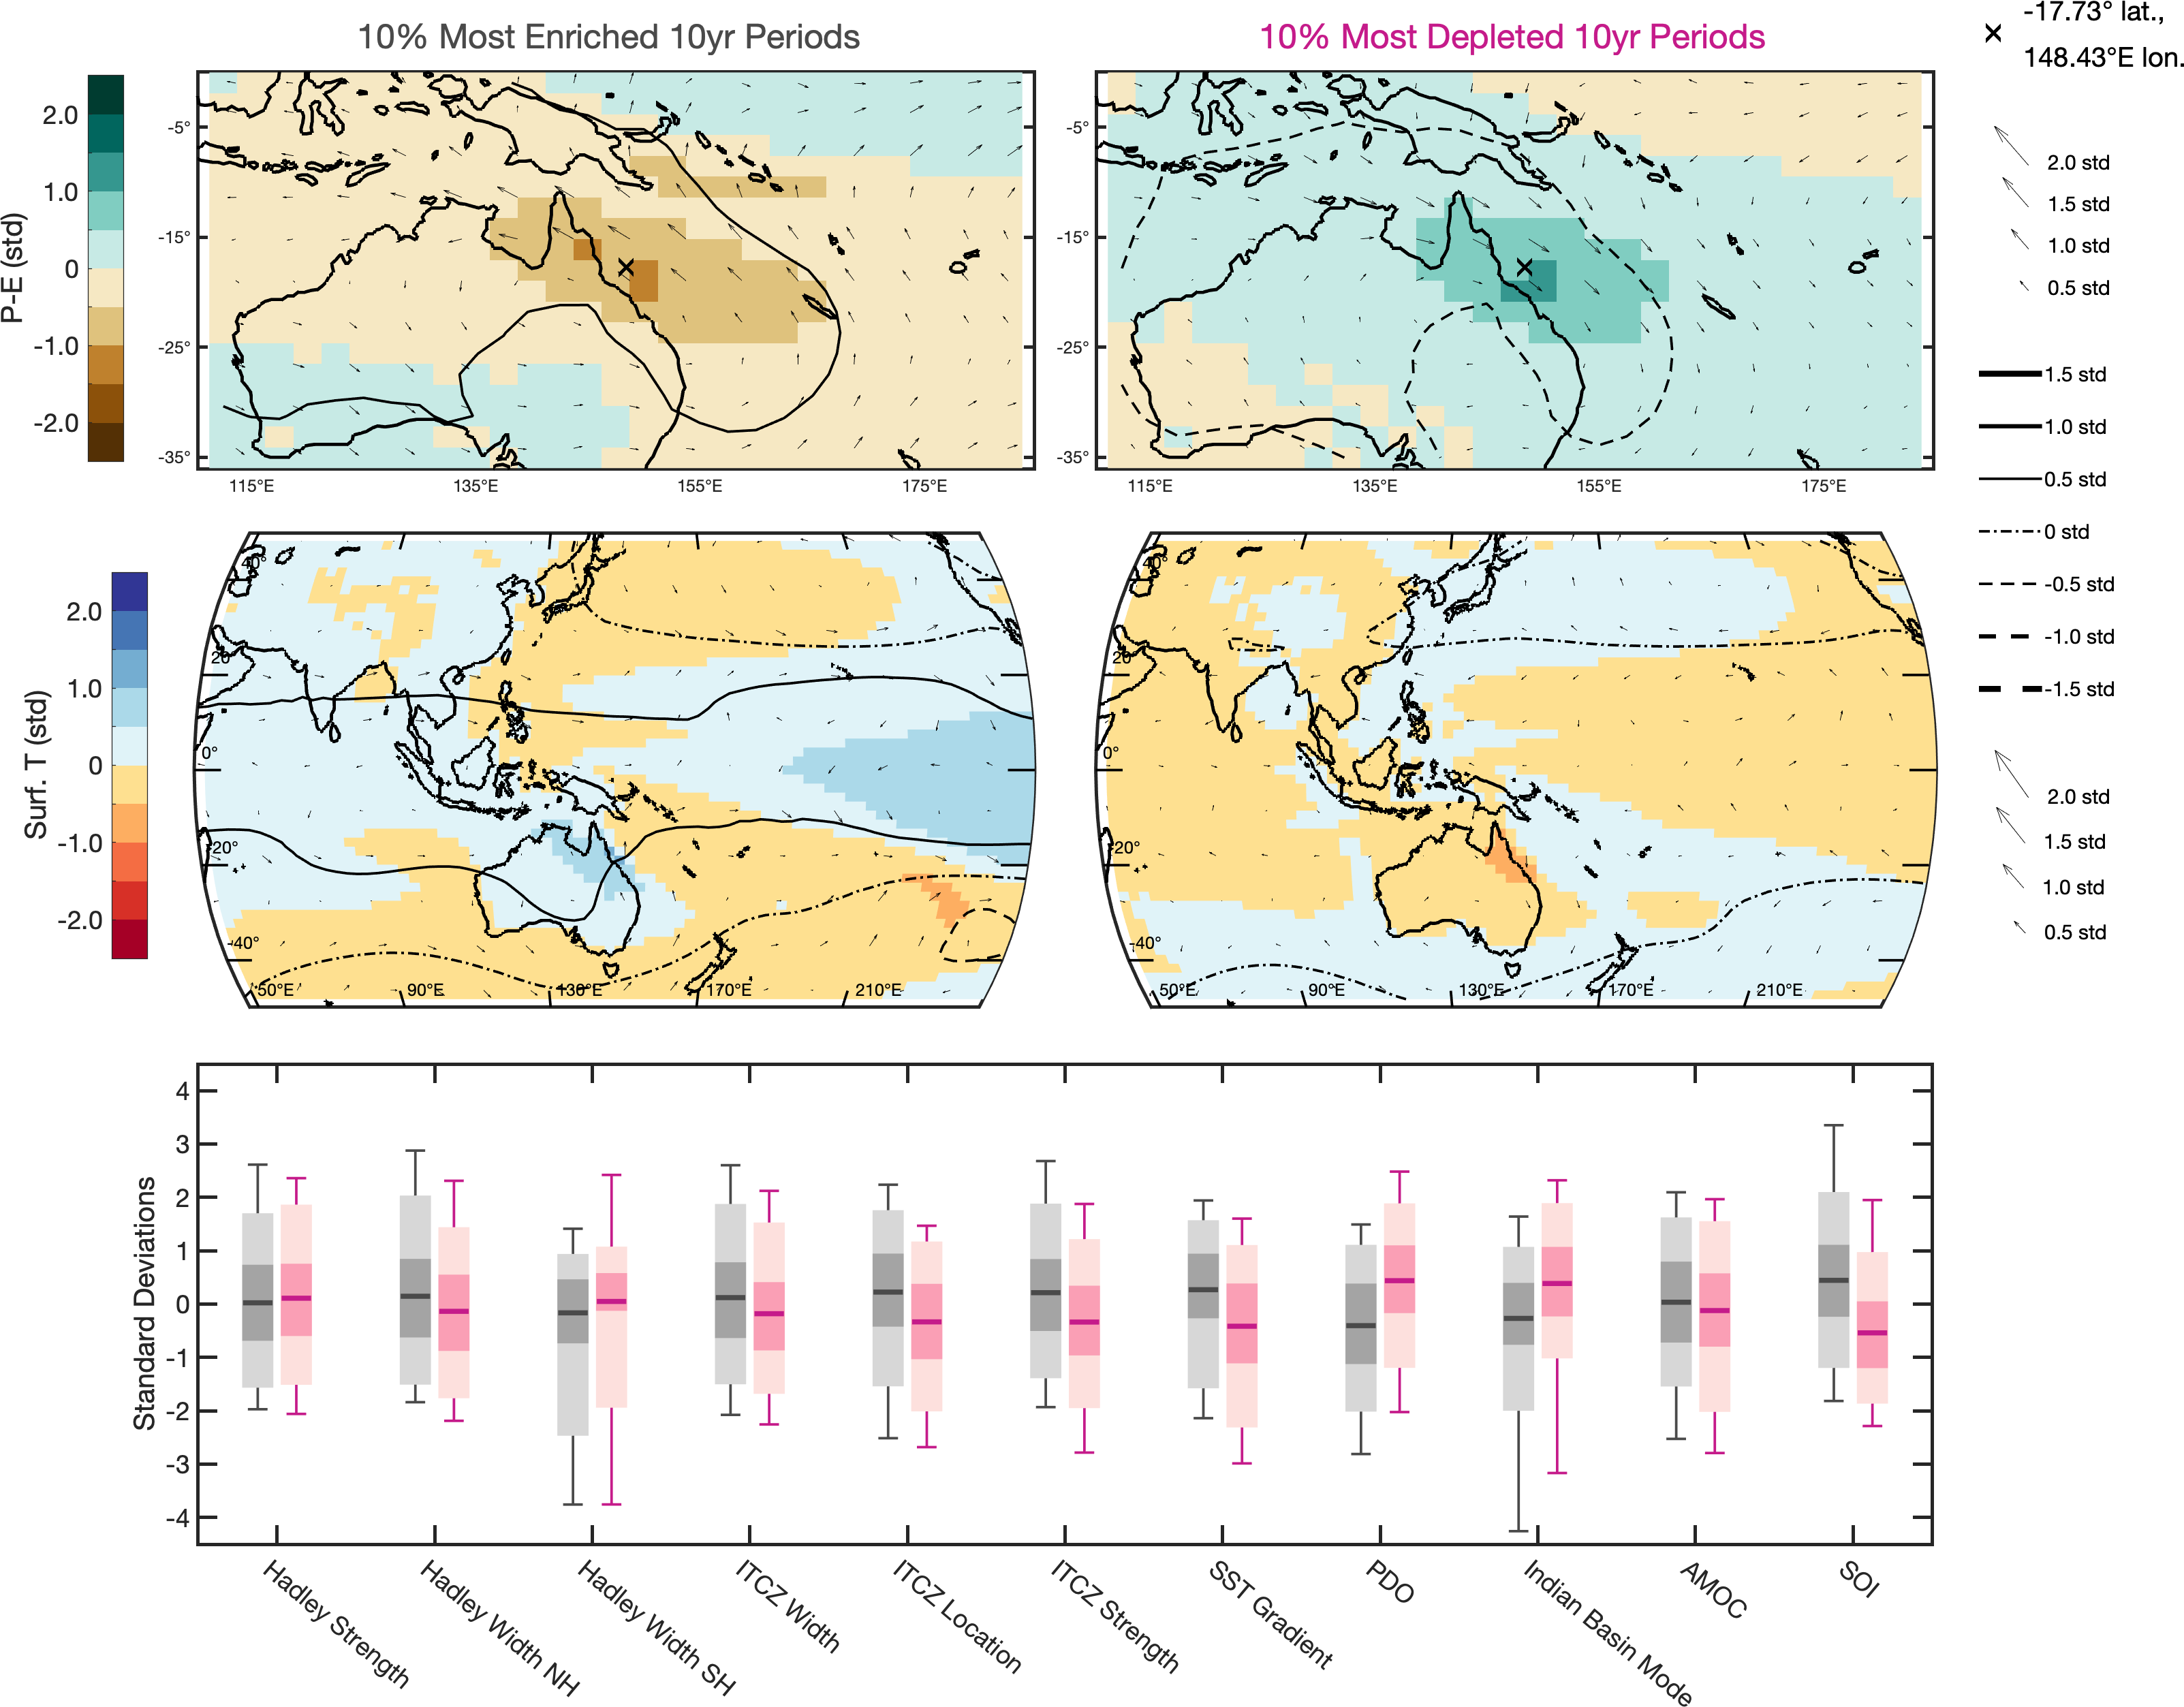 10% Most Enriched 10yr Periods
10% Most Depleted 10yr Periods
-17.73° lat.,
148.43°E lon.
P-E (std)
2.0
1.0
0
-1.0
-2.0
-5°
-15°
-25°
-35°
115°E 135°E 155°E 175°E
-5°
-15°
-25°
-35°
115°E 135°E 155°E 175°E
2.0 std
1.5 std
1.0 std
0.5 std
1.5 std
1.0 std
0.5 std
0 std
-0.5 std
-1.0 std
-1.5 std
2.0 std
1.5 std
1.0 std
0.5 std
Surf. T (std)
2.0
1.0
0
-1.0
-2.0
40°
20°
0°
-20°
-40°
50°E 90°E 130°E 170°E 210°E
40°
20°
0°
-20°
-40°
50°E 90°E 130°E 170°E 210°E
Standard Deviations
4
3
2
1
0
-1
-2
-3
-4
Hadley Strength
Hadley Width NH
Hadley Width SH
ITCZ Width
ITCZ Location
ITCZ Strength
SST Gradient
PDO
Indian Basin Mode
AMOC
SOI